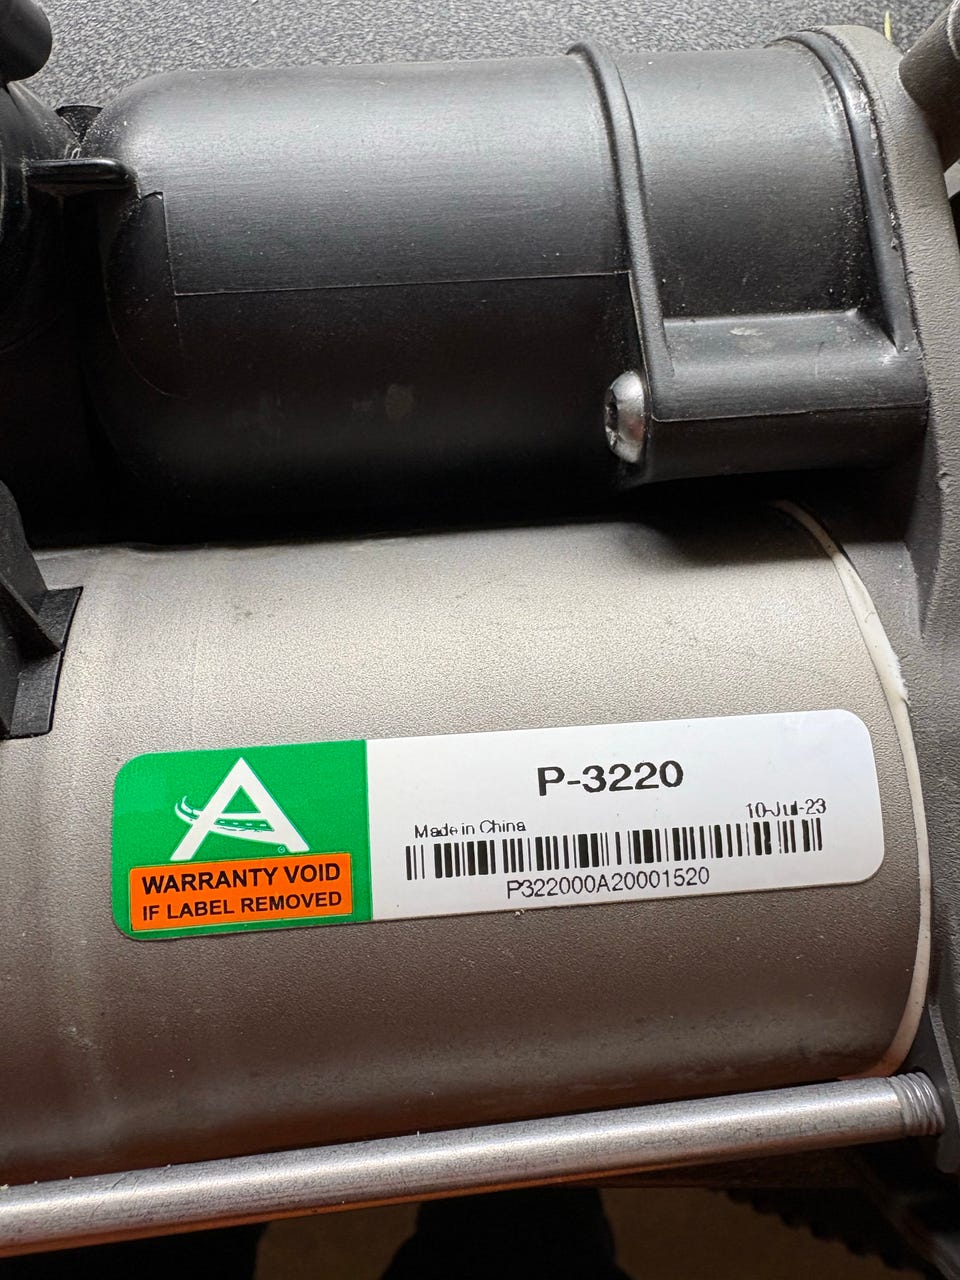 P-3220
Made in China 10-Jul-23
P322000A20001520
WARRANTY VOID
IF LABEL REMOVED